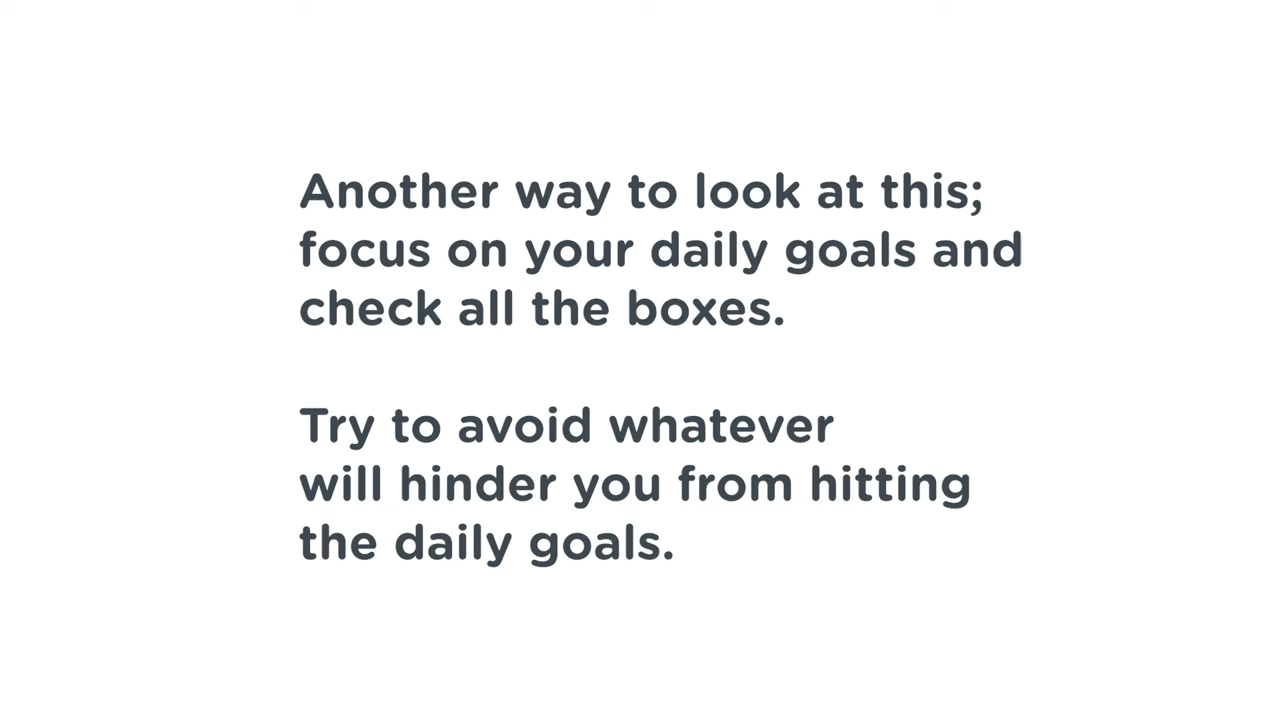 Another way to look at this;
focus on your daily goals and
check all the boxes.
Try to avoid whatever
will hinder you from hitting
the daily goals.